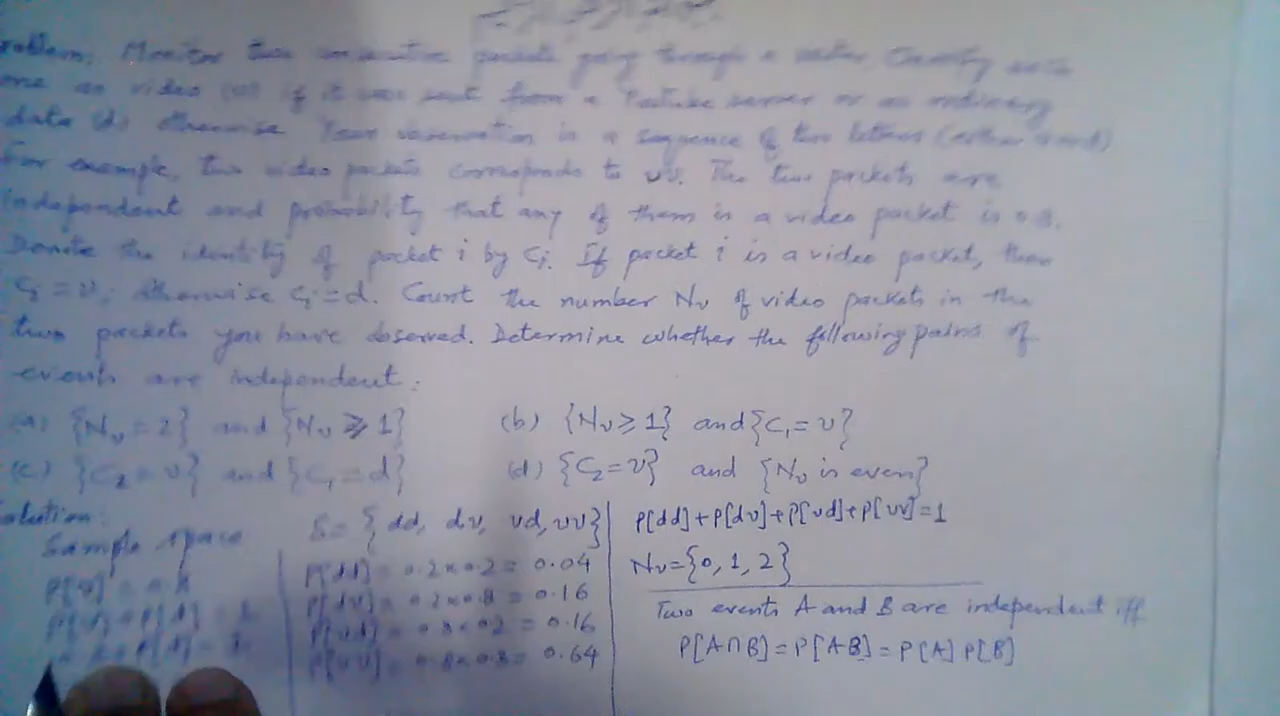 Problem: Monitor two consecutive packets going through a router. Classify each
one as video (v) if it was sent from a Youtube server or as ordinary
data (d) otherwise. Your observation is a sequence of two letters (either v or d)
For example, two video packets corresponds to vv. The two packets are
independent and probability that any of them is a video packet is 0.8.
Denote the identity of packet i by Ci. If packet i is a video packet, then
Ci = v; otherwise Ci = d. Count the number Nv of video packets in the
two packets you have observed. Determine whether the following pairs of
events are independent:
(a) {Nv = 2} and {Nv ≥ 1} (b) {Nv ≥ 1} and {C1 = v}
(c) {C2 = v} and {C1 = d} (d) {C2 = v} and {Nv is even}
Solution:
Sample space S = {dd, dv, vd, vv}
P[v] = 0.8
P[v] + P[d] = 1
P[dd] = 0.2 x 0.2 = 0.04
P[dv] = 0.2 x 0.8 = 0.16
P[vd] = 0.8 x 0.2 = 0.16
P[vv] = 0.8 x 0.8 = 0.64
P[dd] + P[dv] + P[vd] + P[vv] = 1
Nv = {0, 1, 2}
Two events A and B are independent iff
P[A∩B] = P[AB] = P[A] P[B]